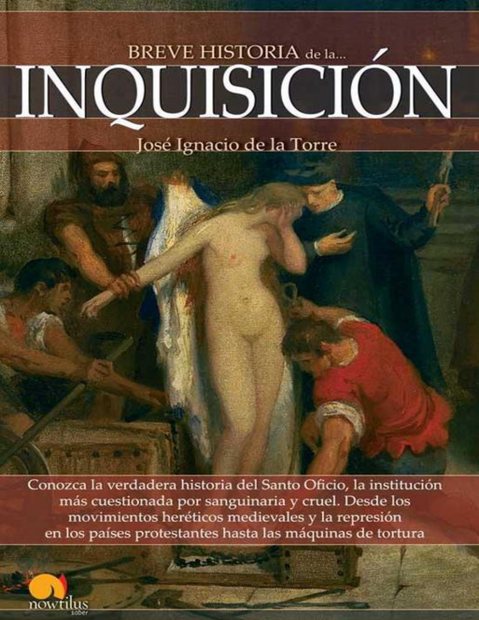 BREVE HISTORIA de la...
INQUISICIÓN
José Ignacio de la Torre
Conozca la verdadera historia del Santo Oficio, la institución
más cuestionada por sanguinaria y cruel. Desde los
movimientos heréticos medievales y la represión
en los países protestantes hasta las máquinas de tortura
nowtilus
saber